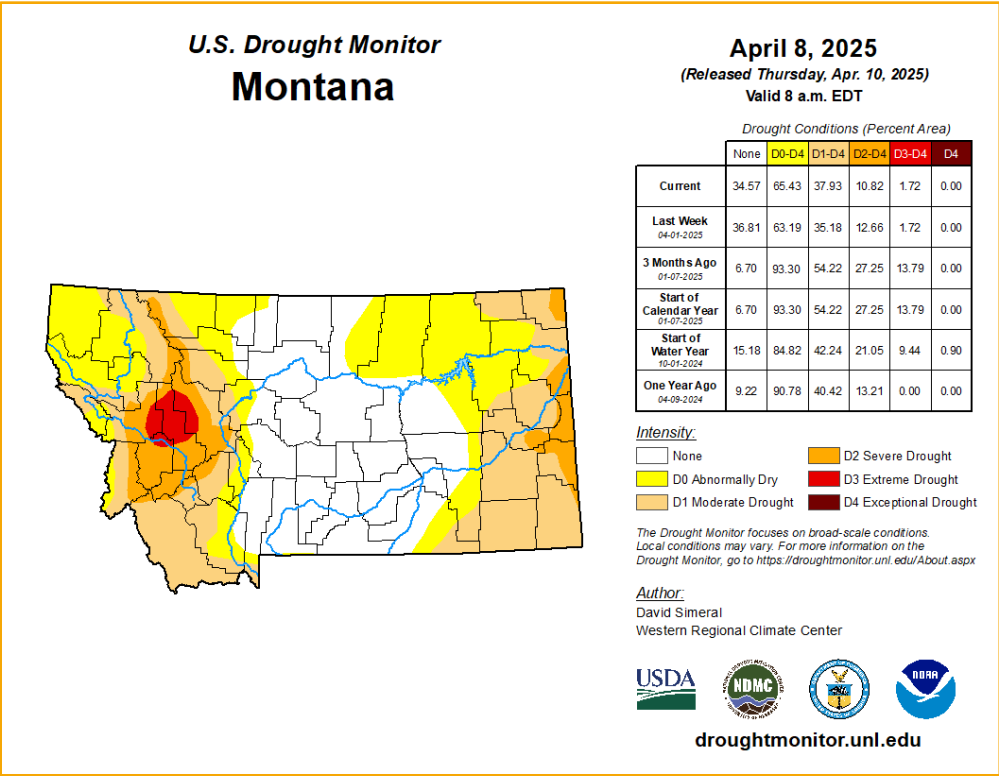 U.S. Drought Monitor
Montana
April 8, 2025
(Released Thursday, Apr. 10, 2025)
Valid 8 a.m. EDT
Drought Conditions (Percent Area)
None D0-D4 D1-D4 D2-D4 D3-D4 D4
Current 34.57 65.43 37.93 10.82 1.72 0.00
Last Week
04-01-2025
36.81 63.19 35.18 12.66 1.72 0.00
3 Months Ago
01-07-2025
6.70 93.30 54.22 27.25 13.79 0.00
Start of
Calendar Year
01-07-2025
6.70 93.30 54.22 27.25 13.79 0.00
Start of
Water Year
10-01-2024
15.18 84.82 42.24 21.05 9.44 0.90
One Year Ago
04-09-2024
9.22 90.78 40.42 13.21 0.00 0.00
Intensity:
None
D0 Abnormally Dry
D1 Moderate Drought
D2 Severe Drought
D3 Extreme Drought
D4 Exceptional Drought
The Drought Monitor focuses on broad-scale conditions.
Local conditions may vary. For more information on the
Drought Monitor, go to https://droughtmonitor.unl.edu/About.aspx
Author:
David Simeral
Western Regional Climate Center
USDA
NDMC
NOAA
droughtmonitor.unl.edu